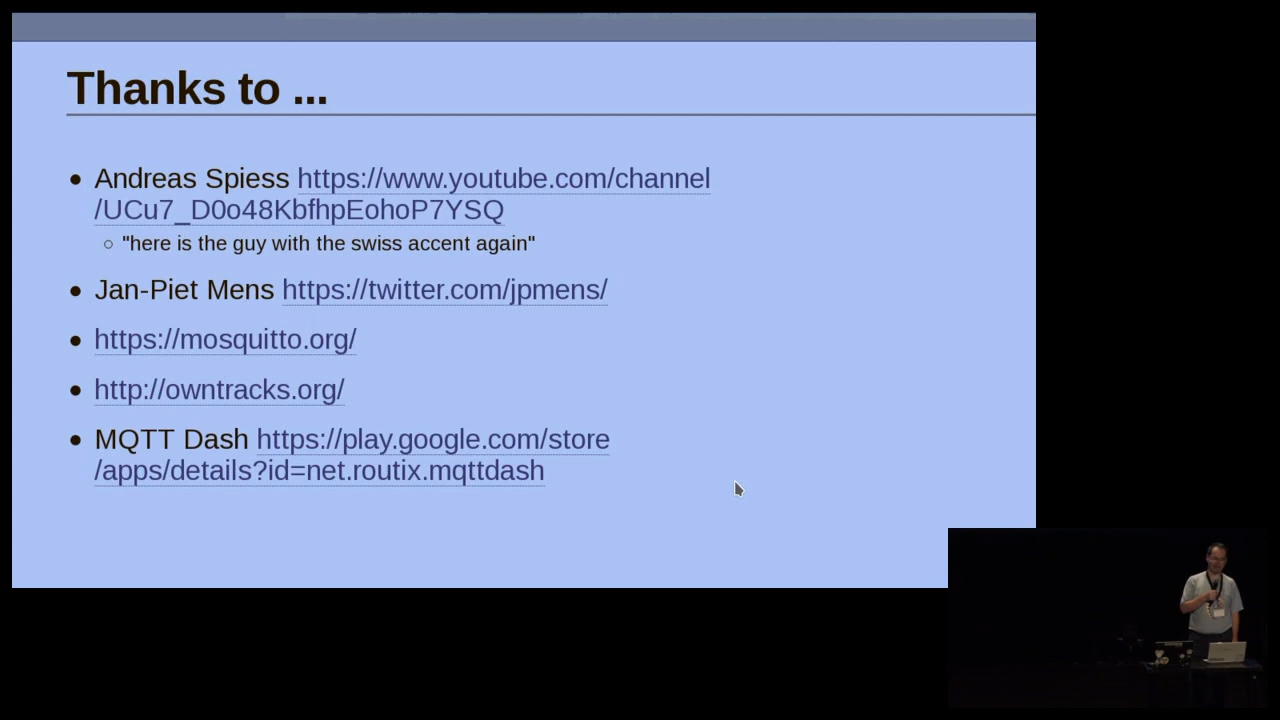 Thanks to ...
Andreas Spiess https://www.youtube.com/channel
/UCu7_D0o48KbfhpEohoP7YSQ
"here is the guy with the swiss accent again"
Jan-Piet Mens https://twitter.com/jpmens/
https://mosquitto.org/
http://owntracks.org/
MQTT Dash https://play.google.com/store
/apps/details?id=net.routix.mqttdash